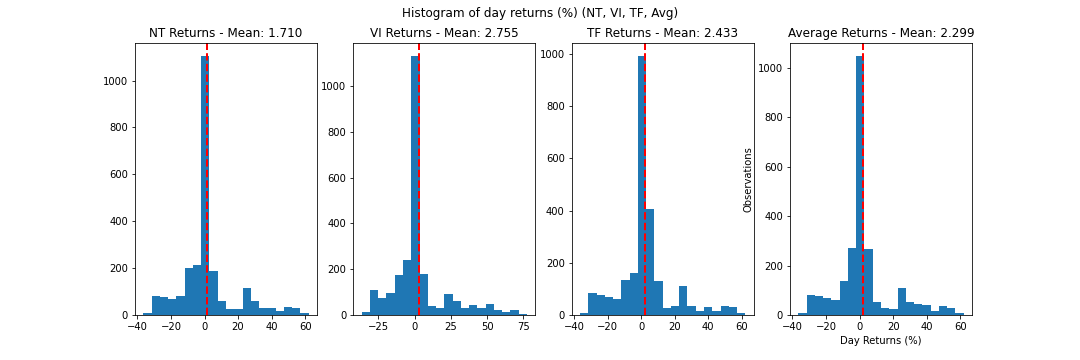 Histogram of day returns (%) (NT, VI, TF, Avg)
NT Returns - Mean: 1.710
1000
800
600
400
200
0
−40 −20 0 20 40 60
VI Returns - Mean: 2.755
1000
800
600
400
200
0
−25 0 25 50 75
TF Returns - Mean: 2.433
1000
800
600
400
200
0
−40 −20 0 20 40 60
Average Returns - Mean: 2.299
Observations
1000
800
600
400
200
0
−40 −20 0 20 40 60
Day Returns (%)